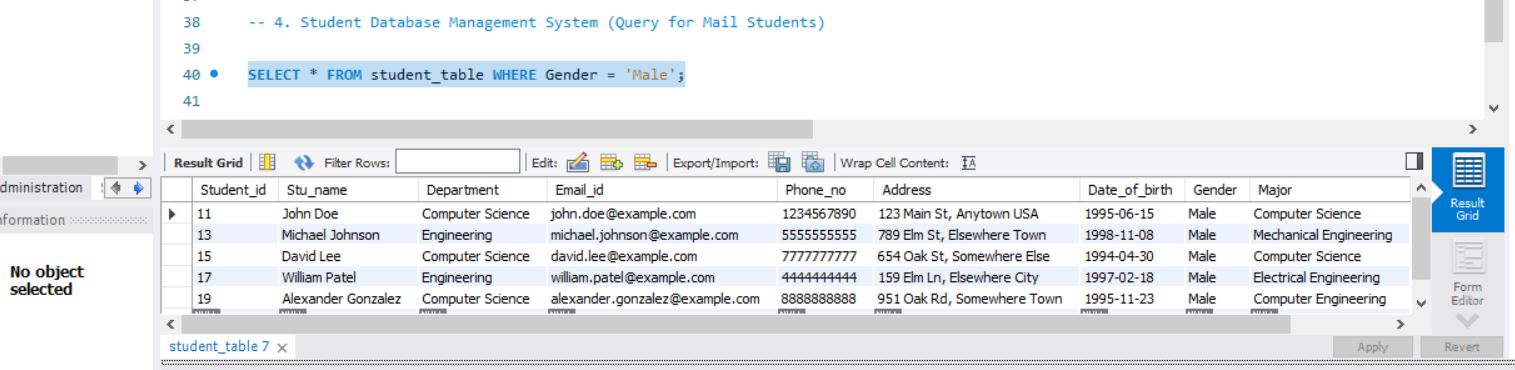 38 -- 4. Student Database Management System (Query for Mail Students)
39
40 SELECT * FROM student_table WHERE Gender = 'Male';
41
Result Grid Filter Rows: Edit: Export/Import: Wrap Cell Content:
Student_id Stu_name Department Email_id Phone_no Address Date_of_birth Gender Major
11 John Doe Computer Science john.doe@example.com 1234567890 123 Main St, Anytown USA 1995-06-15 Male Computer Science
13 Michael Johnson Engineering michael.johnson@example.com 5555555555 789 Elm St, Elsewhere Town 1998-11-08 Male Mechanical Engineering
15 David Lee Computer Science david.lee@example.com 7777777777 654 Oak St, Somewhere Else 1994-04-30 Male Computer Science
17 William Patel Engineering william.patel@example.com 4444444444 159 Elm Ln, Elsewhere City 1997-02-18 Male Electrical Engineering
19 Alexander Gonzalez Computer Science alexander.gonzalez@example.com 8888888888 951 Oak Rd, Somewhere Town 1995-11-23 Male Computer Engineering
student_table 7
Apply Revert
dministration
nformation
No object
selected
Result
Grid
Form
Editor